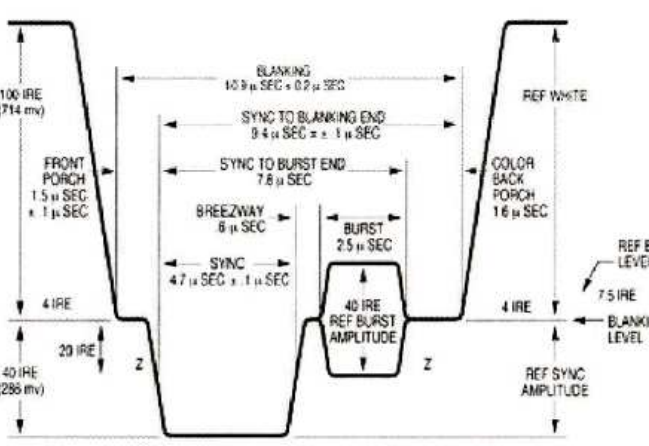 BLANKING
10.9 µ SEC ± 0.2 µ SEC
100 IRE
(714 mv)
REF WHITE
SYNC TO BLANKING END
9.4 µ SEC = ± .1 µ SEC
FRONT
PORCH
1.5 µ SEC
± .1 µ SEC
SYNC TO BURST END
7.8 µ SEC
COLOR
BACK
PORCH
1.6 µ SEC
BREEZWAY
.6 µ SEC
BURST
2.5 µ SEC
SYNC
4.7 µ SEC ± .1 µ SEC
REF B
LEVE
7.5 IRE
4 IRE
4 IRE
40 IRE
REF BURST
AMPLITUDE
BLANKI
LEVEL
20 IRE
Z
Z
40 IRE
(286 mv)
REF SYNC
AMPLITUDE